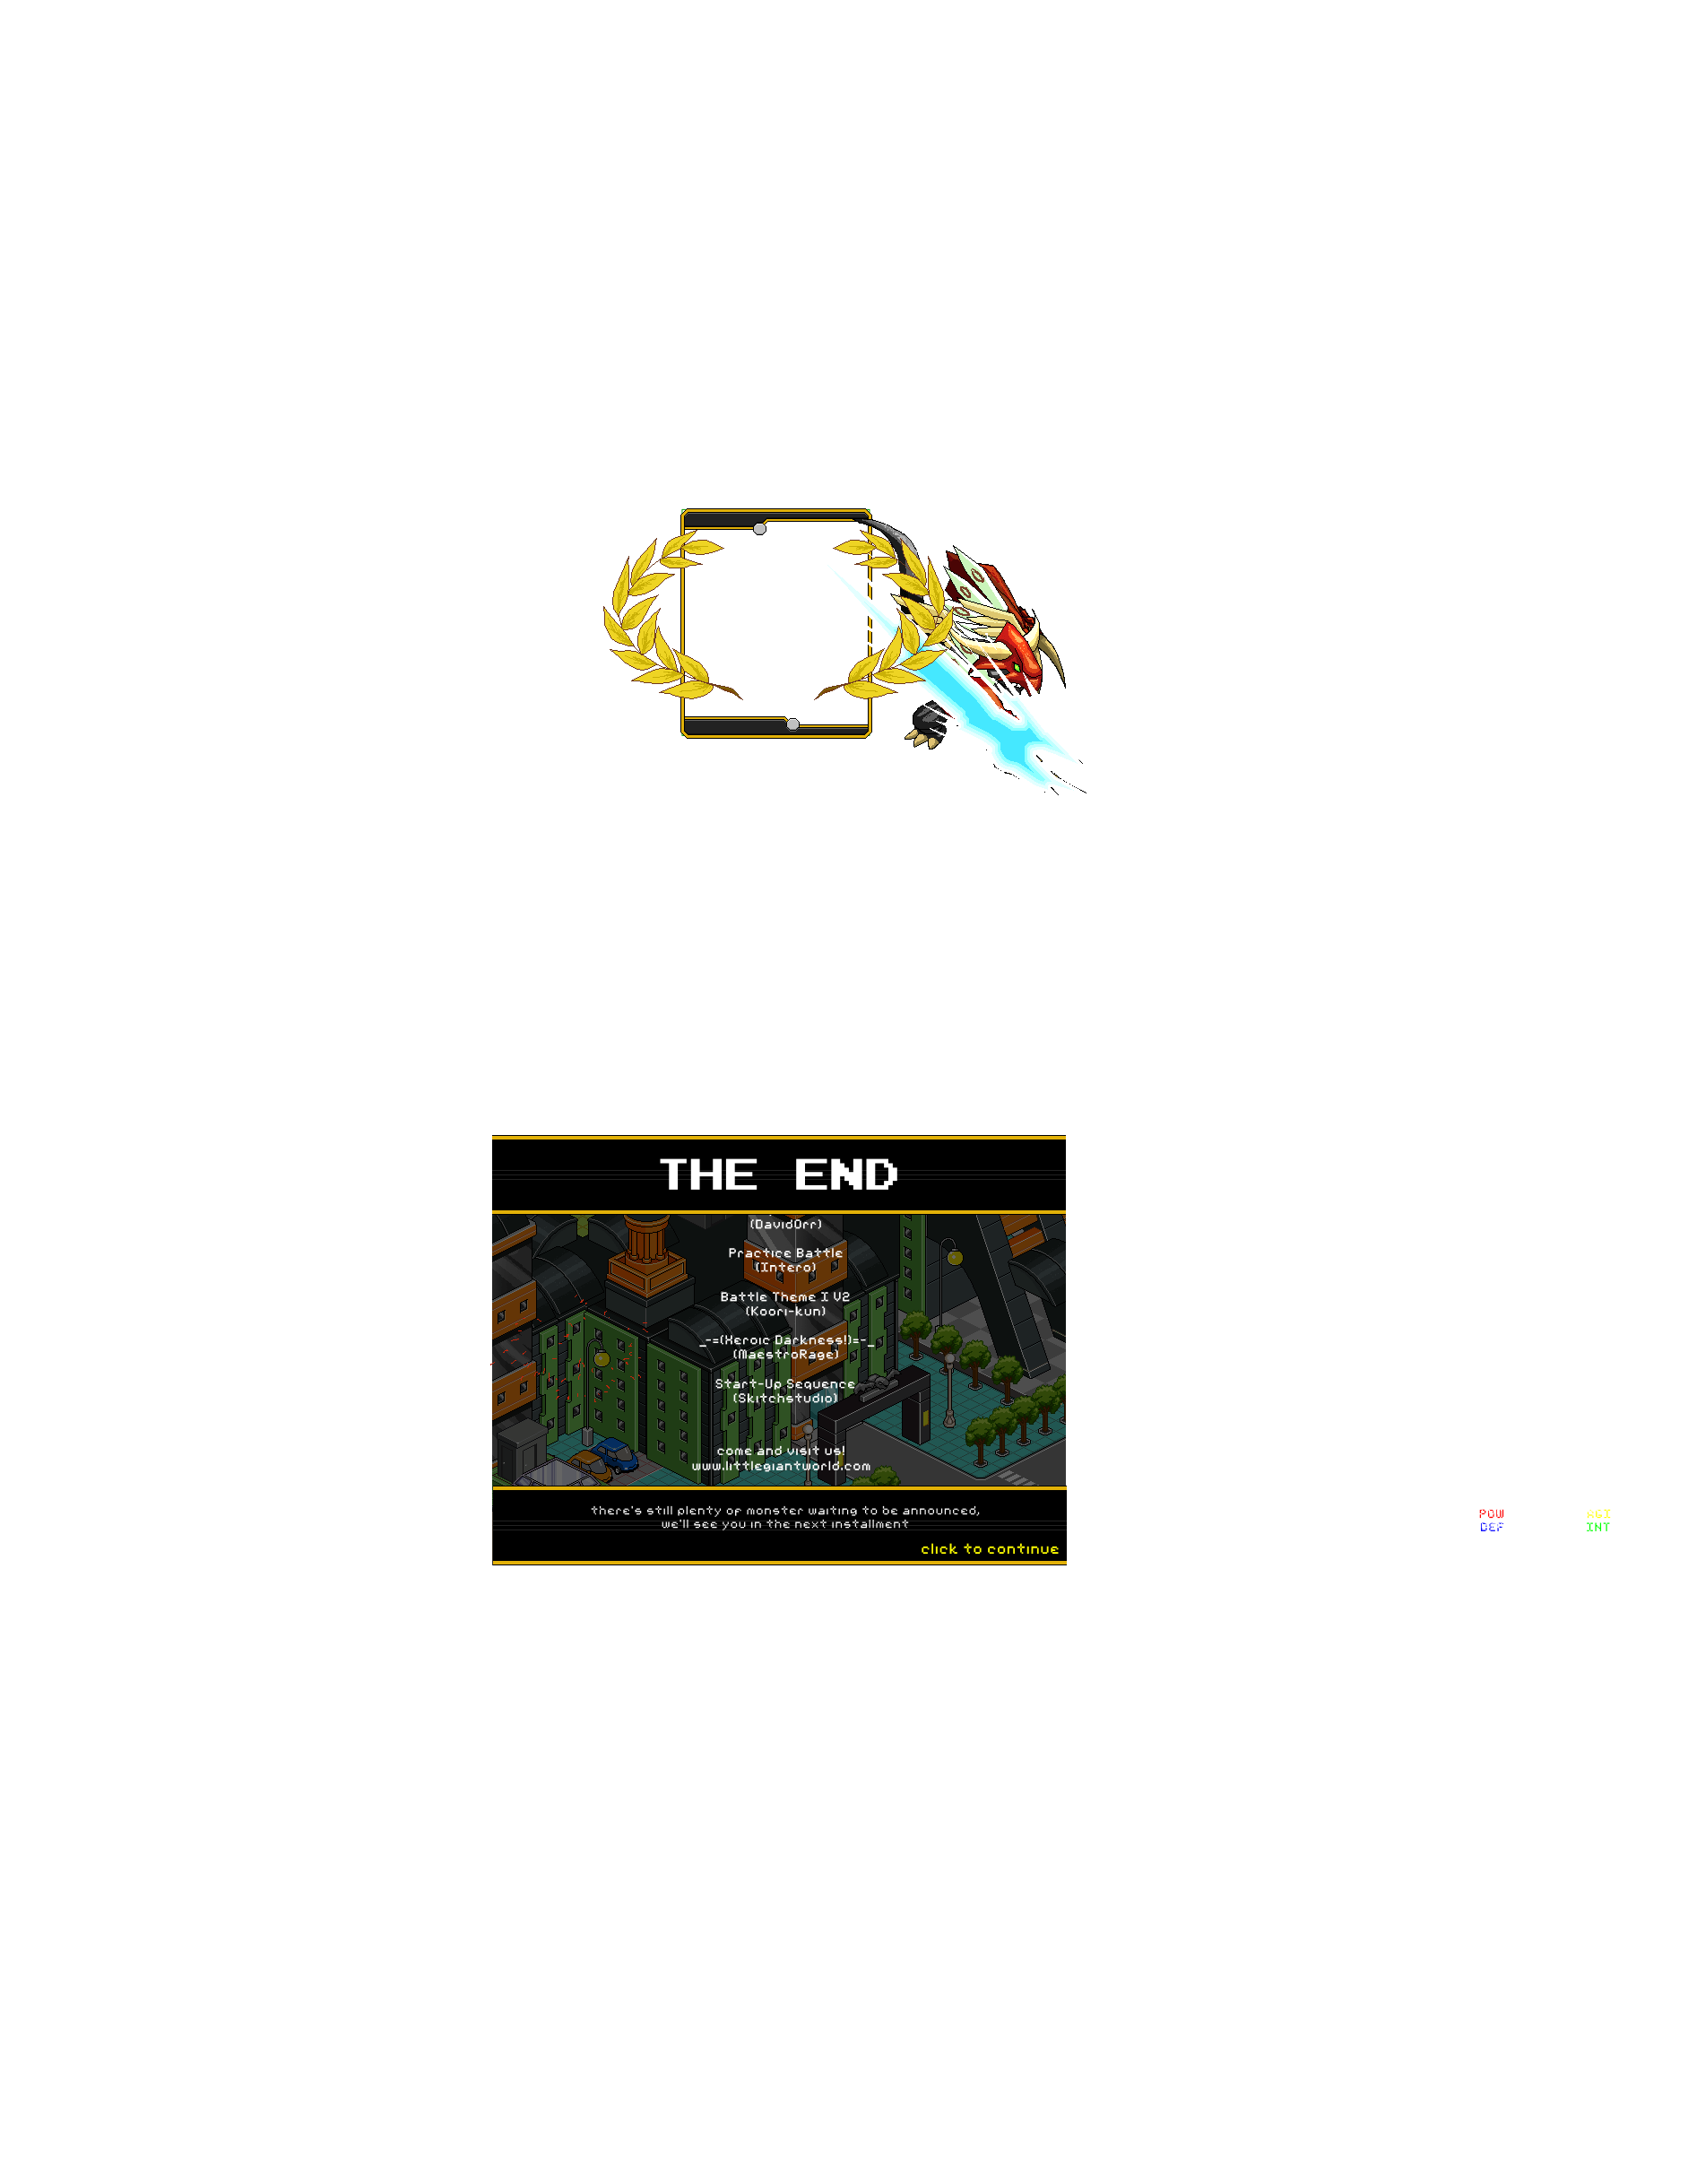 THE END
(DavidOrr)
Practice Battle
(Intero)
Battle Theme I V2
(Koori-kun)
_-=(Xeroic Darkness!)=-_
(MaestroRage)
Start-Up Sequence
(Skitchstudio)
come and visit us!
www.littlegiantworld.com
there's still plenty of monster waiting to be announced,
we'll see you in the next installment
click to continue
POW AGI
DEF INT